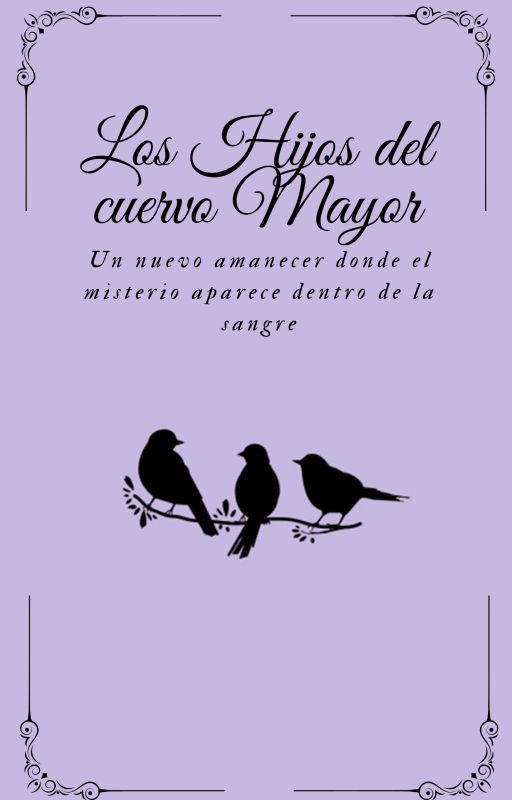 Los Hijos del
cuervo Mayor
Un nuevo amanecer donde el
misterio aparece dentro de la
sangre